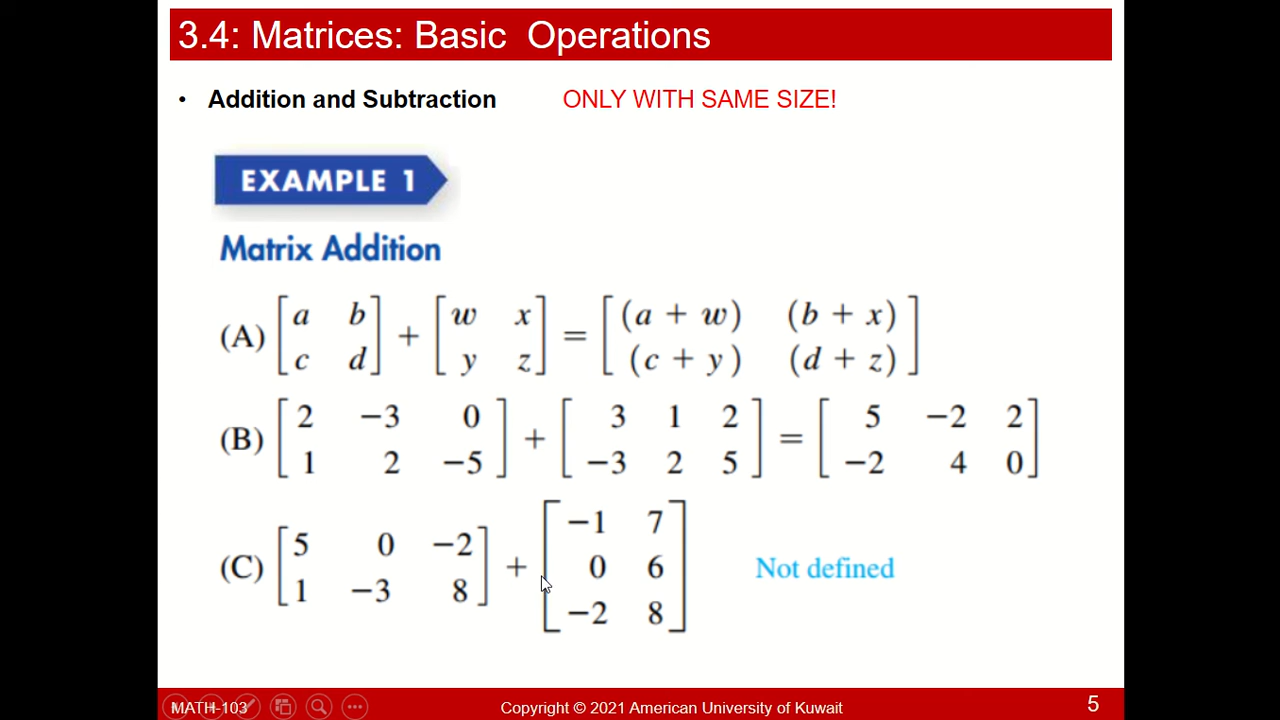 3.4: Matrices: Basic Operations
• Addition and Subtraction ONLY WITH SAME SIZE!
EXAMPLE 1
Matrix Addition
(A) [a b; c d] + [w x; y z] = [(a + w) (b + x); (c + y) (d + z)]
(B) [2 −3 0; 1 2 −5] + [3 1 2; −3 2 5] = [5 −2 2; −2 4 0]
(C) [5 0 −2; 1 −3 8] + [−1 7; 0 6; −2 8] Not defined
MATH-103 Copyright © 2021 American University of Kuwait 5